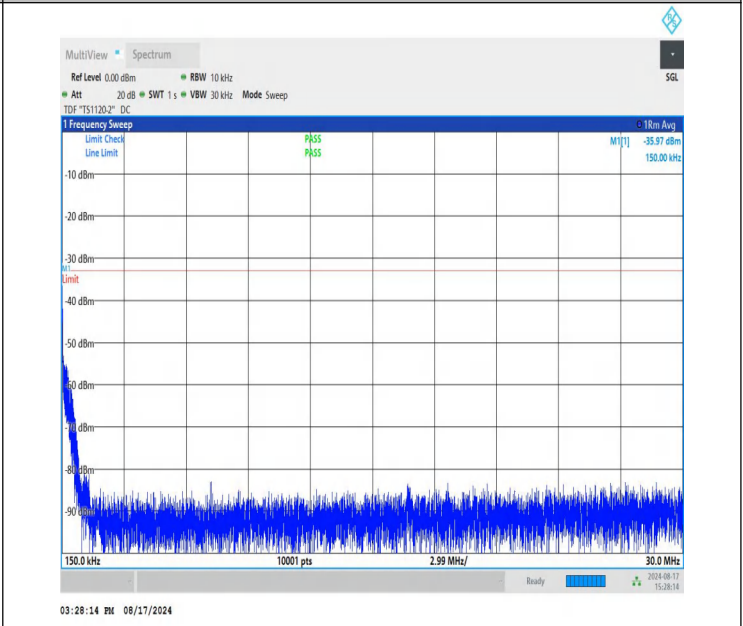 MultiView Spectrum
Ref Level 0.00 dBm RBW 10 kHz SGL
Att 20 dB SWT 1 s VBW 30 kHz Mode Sweep
TDF "TS1120-2" DC
1 Frequency Sweep 1Rm Avg
Limit Check PASS M1[1] -35.97 dBm
Line Limit PASS 150.00 kHz
-10 dBm
-20 dBm
-30 dBm
M1
Limit
-40 dBm
-50 dBm
-60 dBm
-70 dBm
-80 dBm
-90 dBm
150.0 kHz 10001 pts 2.99 MHz/ 30.0 MHz
Ready 2024-08-17
15:28:14
03:28:14 PM 08/17/2024